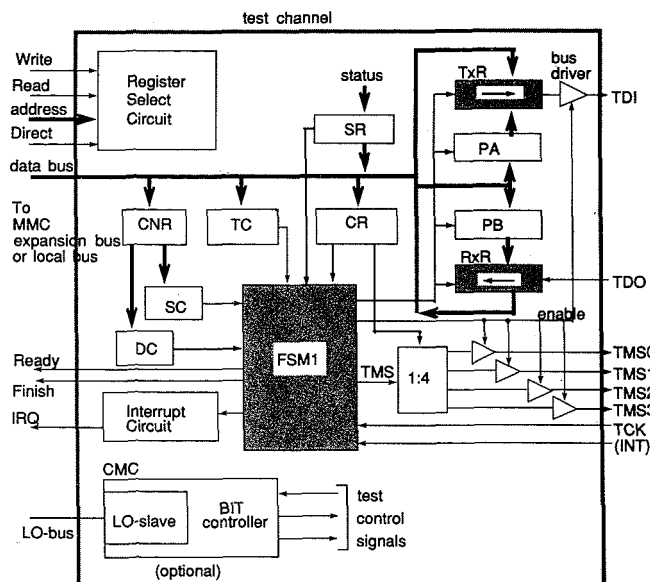 test channel
Write
Read
address
Direct
Register
Select
Circuit
status
SR
TxR
bus
driver
TDI
PA
data bus
To
MMC
expansion bus
or local bus
CNR
TC
CR
PB
RxR
TDO
SC
DC
FSM1
enable
TMS
1:4
TMS0
TMS1
TMS2
TMS3
TCK
(INT)
Ready
Finish
IRQ
Interrupt
Circuit
CMC
LO-slave
BIT
controller
test
control
signals
LO-bus
(optional)